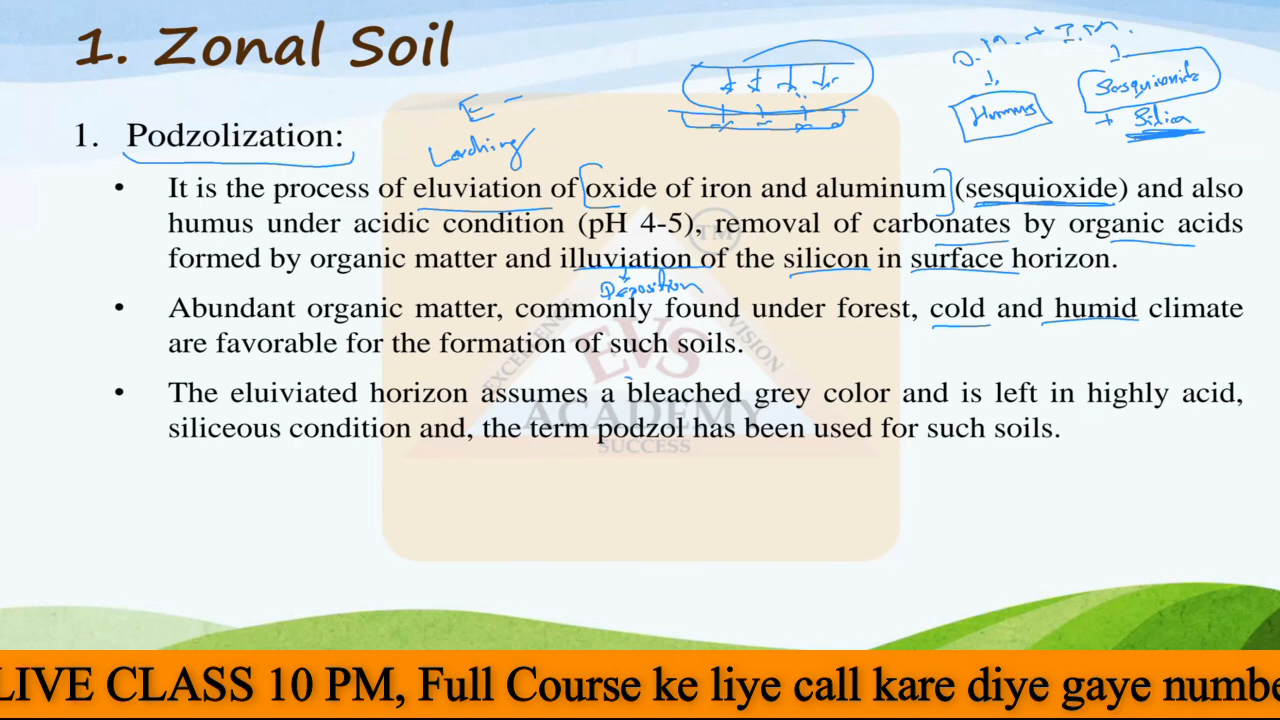 1. Zonal Soil
O.M. + I.M.
Humus
Sesquioxide
+ Silica
E -
Leaching
1. Podzolization:
• It is the process of eluviation of oxide of iron and aluminum (sesquioxide) and also
humus under acidic condition (pH 4-5), removal of carbonates by organic acids
formed by organic matter and illuviation of the silicon in surface horizon.
Deposition
• Abundant organic matter, commonly found under forest, cold and humid climate
are favorable for the formation of such soils.
• The eluiviated horizon assumes a bleached grey color and is left in highly acid,
siliceous condition and, the term podzol has been used for such soils.
TM
EXCELLENCE
VISION
EVS
ACADEMY
SUCCESS
LIVE CLASS 10 PM, Full Course ke liye call kare diye gaye numbe